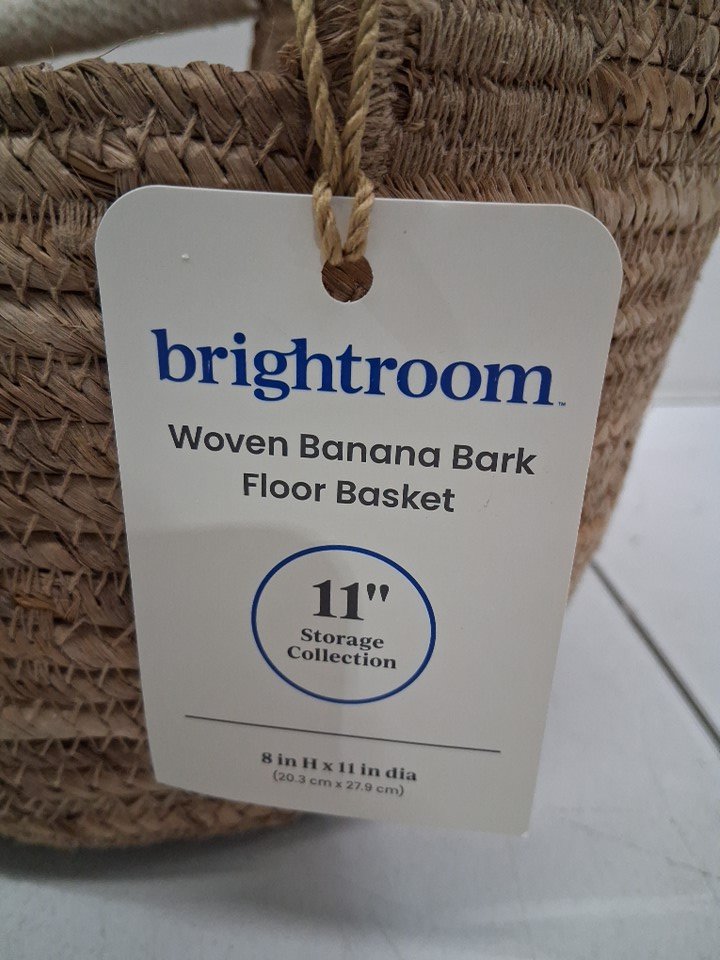 brightroom™
Woven Banana Bark
Floor Basket
11"
Storage
Collection
8 in H x 11 in dia
(20.3 cm x 27.9 cm)